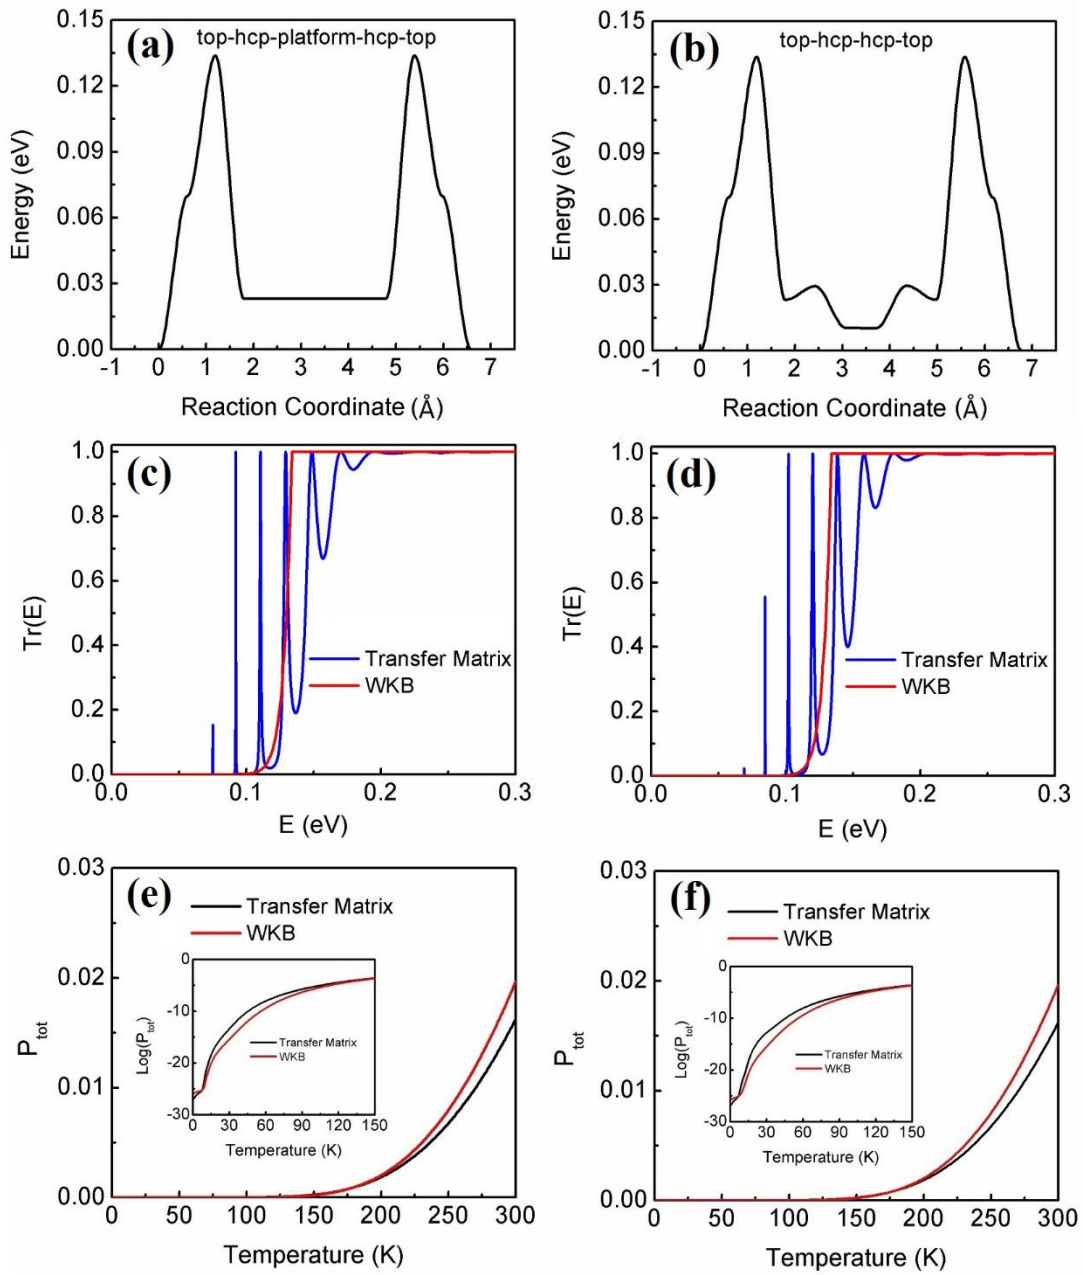 (a)
top-hcp-platform-hcp-top
Energy (eV)
0.15
0.12
0.09
0.06
0.03
0.00
-1 0 1 2 3 4 5 6 7
Reaction Coordinate (Å)
(b)
top-hcp-hcp-top
Energy (eV)
0.15
0.12
0.09
0.06
0.03
0.00
-1 0 1 2 3 4 5 6 7
Reaction Coordinate (Å)
(c)
Tr(E)
1.0
0.8
0.6
0.4
0.2
0.0
Transfer Matrix
WKB
0.0 0.1 0.2 0.3
E (eV)
(d)
Tr(E)
1.0
0.8
0.6
0.4
0.2
0.0
Transfer Matrix
WKB
0.0 0.1 0.2 0.3
E (eV)
(e)
P_tot
0.03
0.02
0.01
0.00
Transfer Matrix
WKB
Log(P_tot)
0
-10
-20
-30
Transfer Matrix
WKB
0 30 60 90 120 150
Temperature (K)
0 50 100 150 200 250 300
Temperature (K)
(f)
P_tot
0.03
0.02
0.01
0.00
Transfer Matrix
WKB
Log(P_tot)
0
-10
-20
-30
Transfer Matrix
WKB
0 30 60 90 120 150
Temperature (K)
0 50 100 150 200 250 300
Temperature (K)